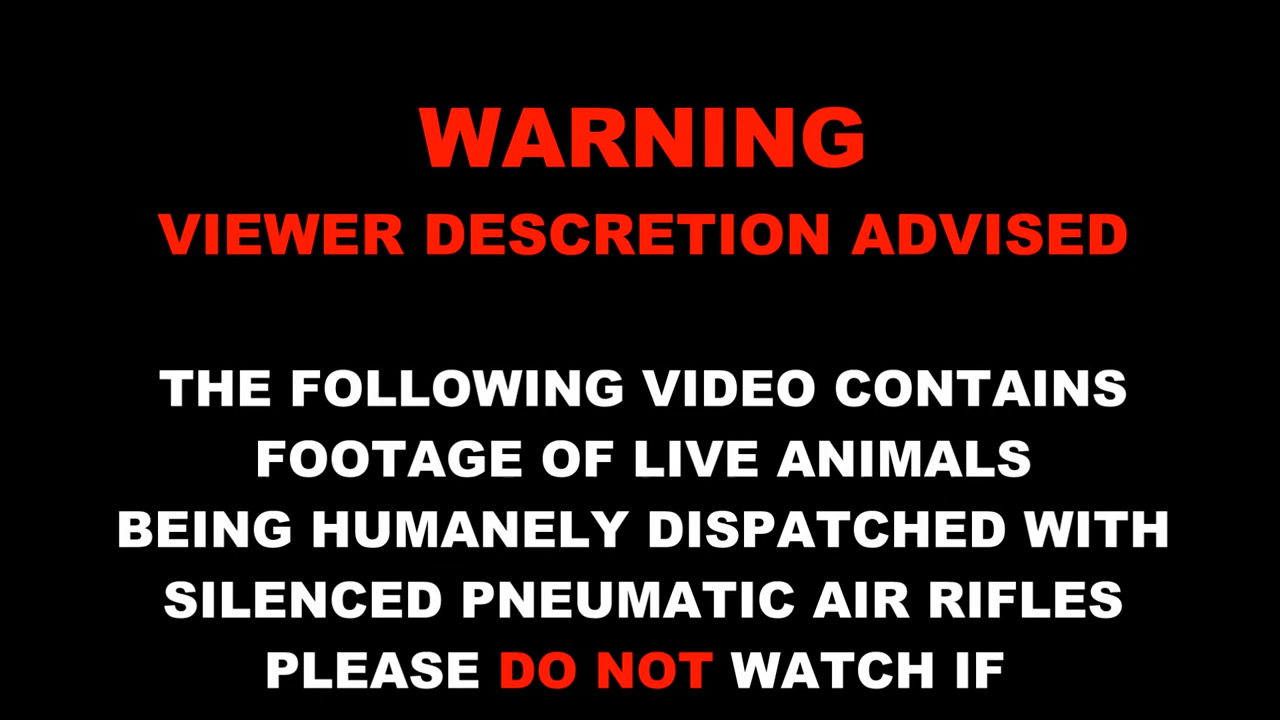 WARNING
VIEWER DESCRETION ADVISED
THE FOLLOWING VIDEO CONTAINS
FOOTAGE OF LIVE ANIMALS
BEING HUMANELY DISPATCHED WITH
SILENCED PNEUMATIC AIR RIFLES
PLEASE DO NOT WATCH IF